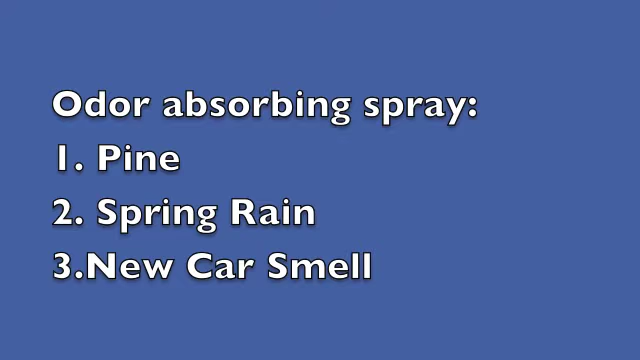 Odor absorbing spray:
1. Pine
2. Spring Rain
3.New Car Smell